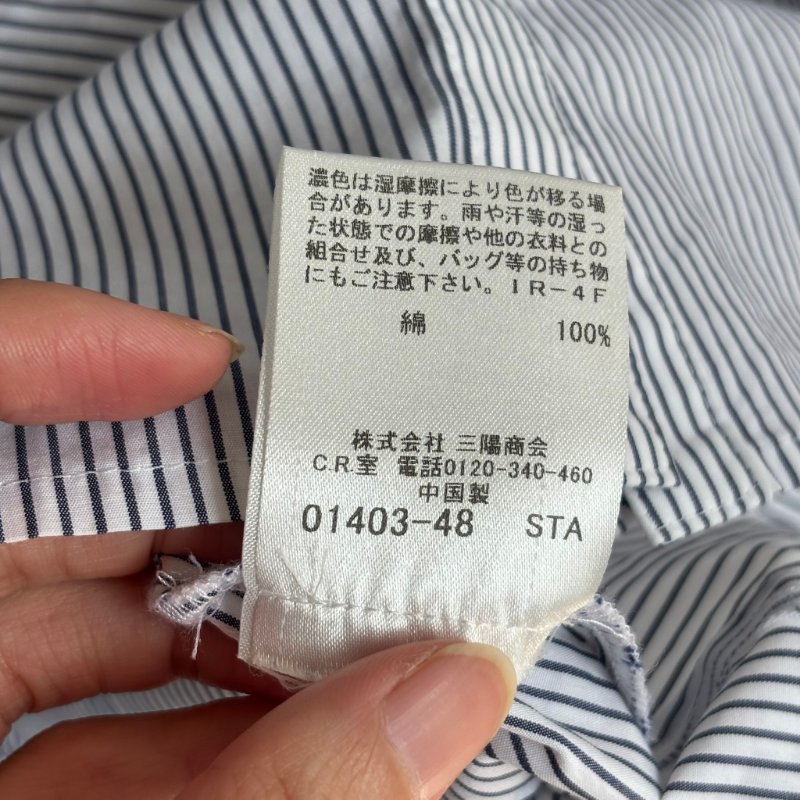 濃色は湿摩擦により色が移る場
合があります。雨や汗等の湿っ
た状態での摩擦や他の衣料との
組合せ及び、バッグ等の持ち物
にもご注意下さい。IR-4F
綿 100%
株式会社 三陽商会
C.R.室 電話0120-340-460
中国製
01403-48 STA